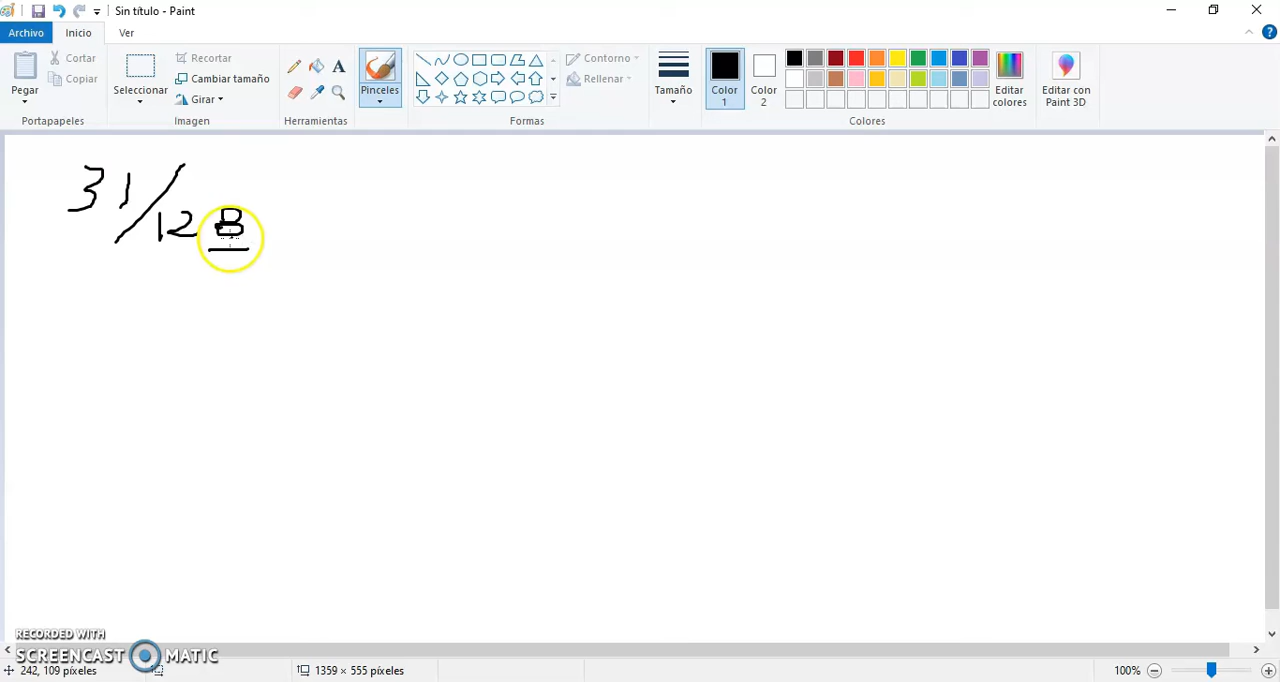 Sin título - Paint
Archivo Inicio Ver
Pegar
Cortar
Copiar
Portapapeles
Seleccionar
Recortar
Cambiar tamaño
Girar
Imagen
A
Herramientas
Pinceles
Contorno
Rellenar
Formas
Tamaño
Color 1
Color 2
Editar colores
Colores
Editar con Paint 3D
31/12 B
RECORDED WITH
SCREENCAST MATIC
242, 109 píxeles
1359 × 555 píxeles
100%